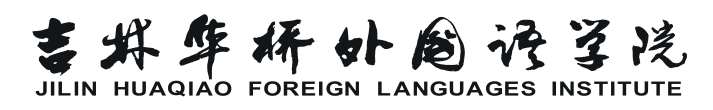 吉林华桥外国语学院
JILIN HUAQIAO FOREIGN LANGUAGES INSTITUTE